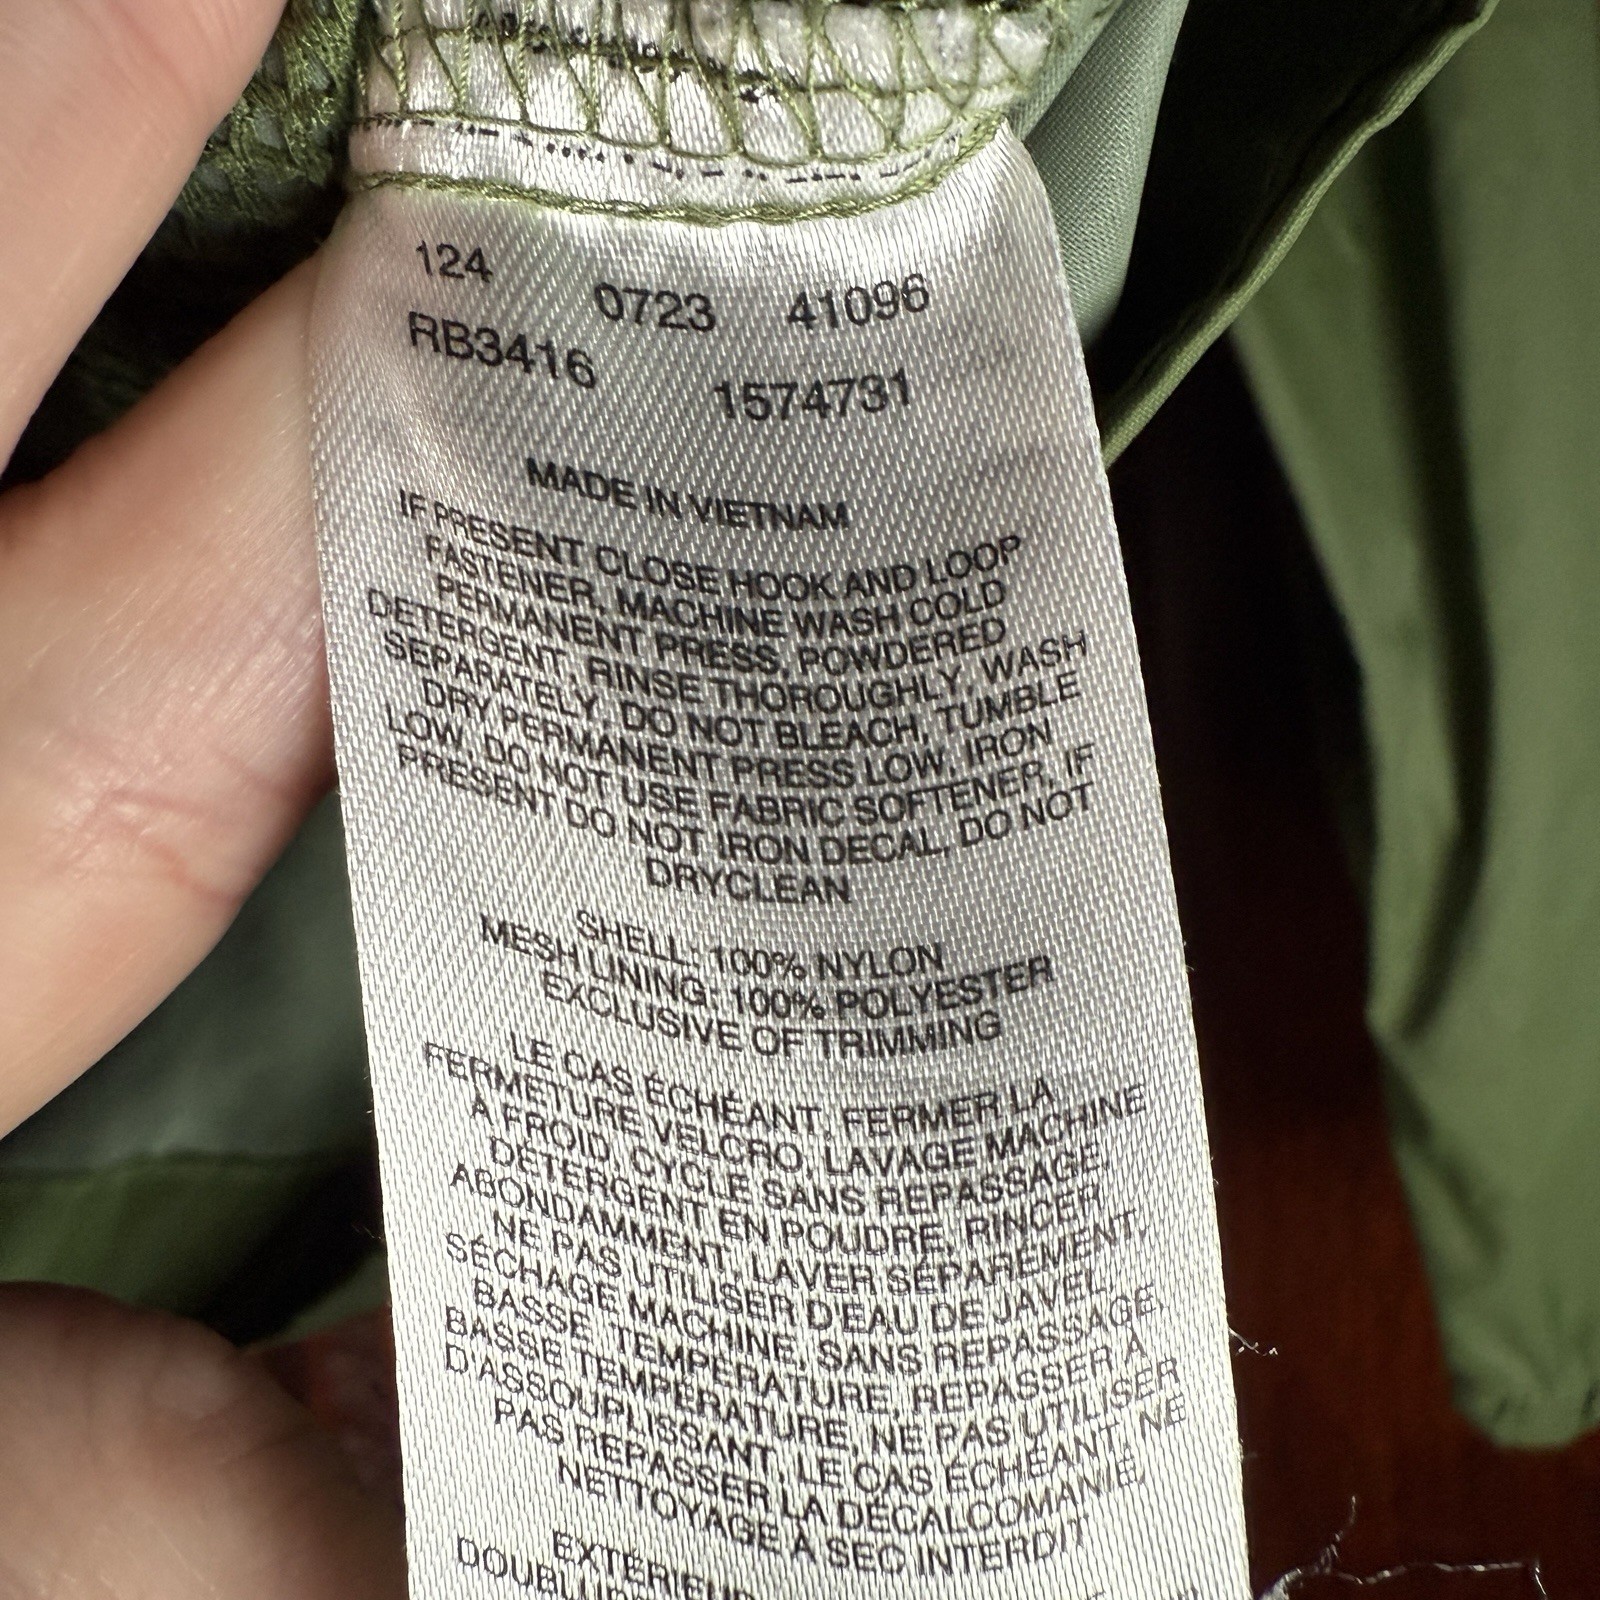 124 0723 41096
RB3416 1574731
MADE IN VIETNAM
IF PRESENT CLOSE HOOK AND LOOP
FASTENER, MACHINE WASH COLD
PERMANENT PRESS, POWDERED
DETERGENT, RINSE THOROUGHLY, WASH
SEPARATELY, DO NOT BLEACH, TUMBLE
DRY PERMANENT PRESS LOW, IRON
LOW, DO NOT USE FABRIC SOFTENER, IF
PRESENT DO NOT IRON DECAL, DO NOT
DRYCLEAN
SHELL: 100% NYLON
MESH LINING: 100% POLYESTER
EXCLUSIVE OF TRIMMING
LE CAS ÉCHÉANT, FERMER LA
FERMETURE VELCRO, LAVAGE MACHINE
À FROID, CYCLE SANS REPASSAGE,
DÉTERGENT EN POUDRE, RINCER
ABONDAMMENT, LAVER SÉPARÉMENT,
NE PAS UTILISER D'EAU DE JAVEL,
SÉCHAGE MACHINE, SANS REPASSAGE,
BASSE TEMPÉRATURE, REPASSER À
BASSE TEMPÉRATURE, NE PAS UTILISER
D'ASSOUPLISSANT, LE CAS ÉCHÉANT, NE
PAS REPASSER LA DÉCALCOMANIE,
NETTOYAGE À SEC INTERDIT